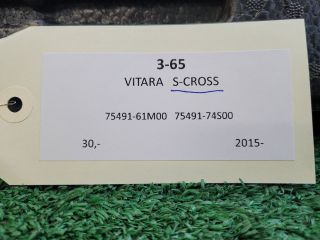 3-65
VITARA S-CROSS
75491-61M00 75491-74S00
30,- 2015-